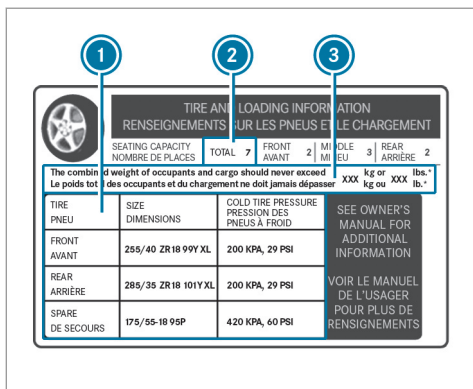 1 2 3
TIRE AND LOADING INFORMATION
RENSEIGNEMENTS SUR LES PNEUS ET LE CHARGEMENT
SEATING CAPACITY
NOMBRE DE PLACES
TOTAL 7
FRONT
AVANT 2
MIDDLE
MILIEU 3
REAR
ARRIÈRE 2
The combined weight of occupants and cargo should never exceed XXX kg or XXX lbs.*
Le poids total des occupants et du chargement ne doit jamais dépasser kg ou Lb.*
TIRE
PNEU
SIZE
DIMENSIONS
COLD TIRE PRESSURE
PRESSION DES
PNEUS À FROID
FRONT
AVANT
255/40 ZR18 99Y XL
200 KPA, 29 PSI
REAR
ARRIÈRE
285/35 ZR18 101Y XL
200 KPA, 29 PSI
SPARE
DE SECOURS
175/55-18 95P
420 KPA, 60 PSI
SEE OWNER'S
MANUAL FOR
ADDITIONAL
INFORMATION
VOIR LE MANUEL
DE L'USAGER
POUR PLUS DE
RENSIGNEMENTS